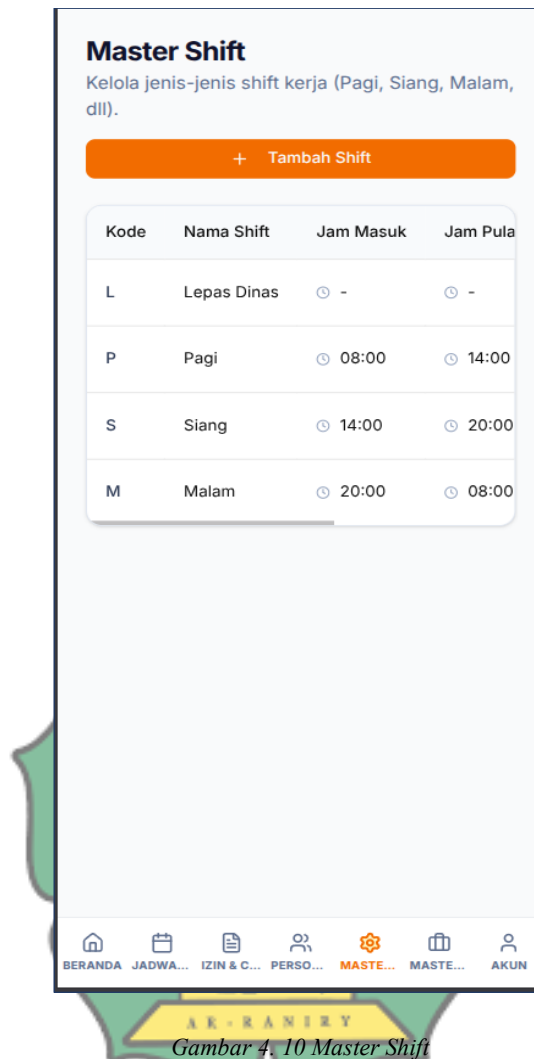 Master Shift
Kelola jenis-jenis shift kerja (Pagi, Siang, Malam,
dll).
+ Tambah Shift
Kode Nama Shift Jam Masuk Jam Pula
L Lepas Dinas - -
P Pagi 08:00 14:00
S Siang 14:00 20:00
M Malam 20:00 08:00
BERANDA JADWA... IZIN & C... PERSO... MASTE... MASTE... AKUN
AR-RANIRY
Gambar 4. 10 Master Shift